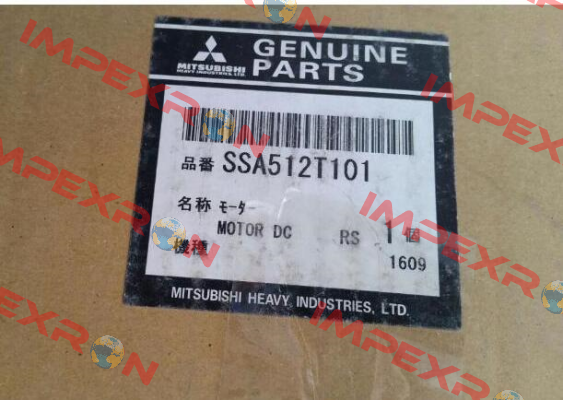 MITSUBISHI
HEAVY INDUSTRIES, LTD.
GENUINE
PARTS
品番 SSA512T101
名称 モーター
MOTOR DC RS 1 個
機種
1609
MITSUBISHI HEAVY INDUSTRIES, LTD.
IMPEXRON
IMPEXRON
IMPEXRON
IMPEXRON
IMPEXRON
IMPEXRON